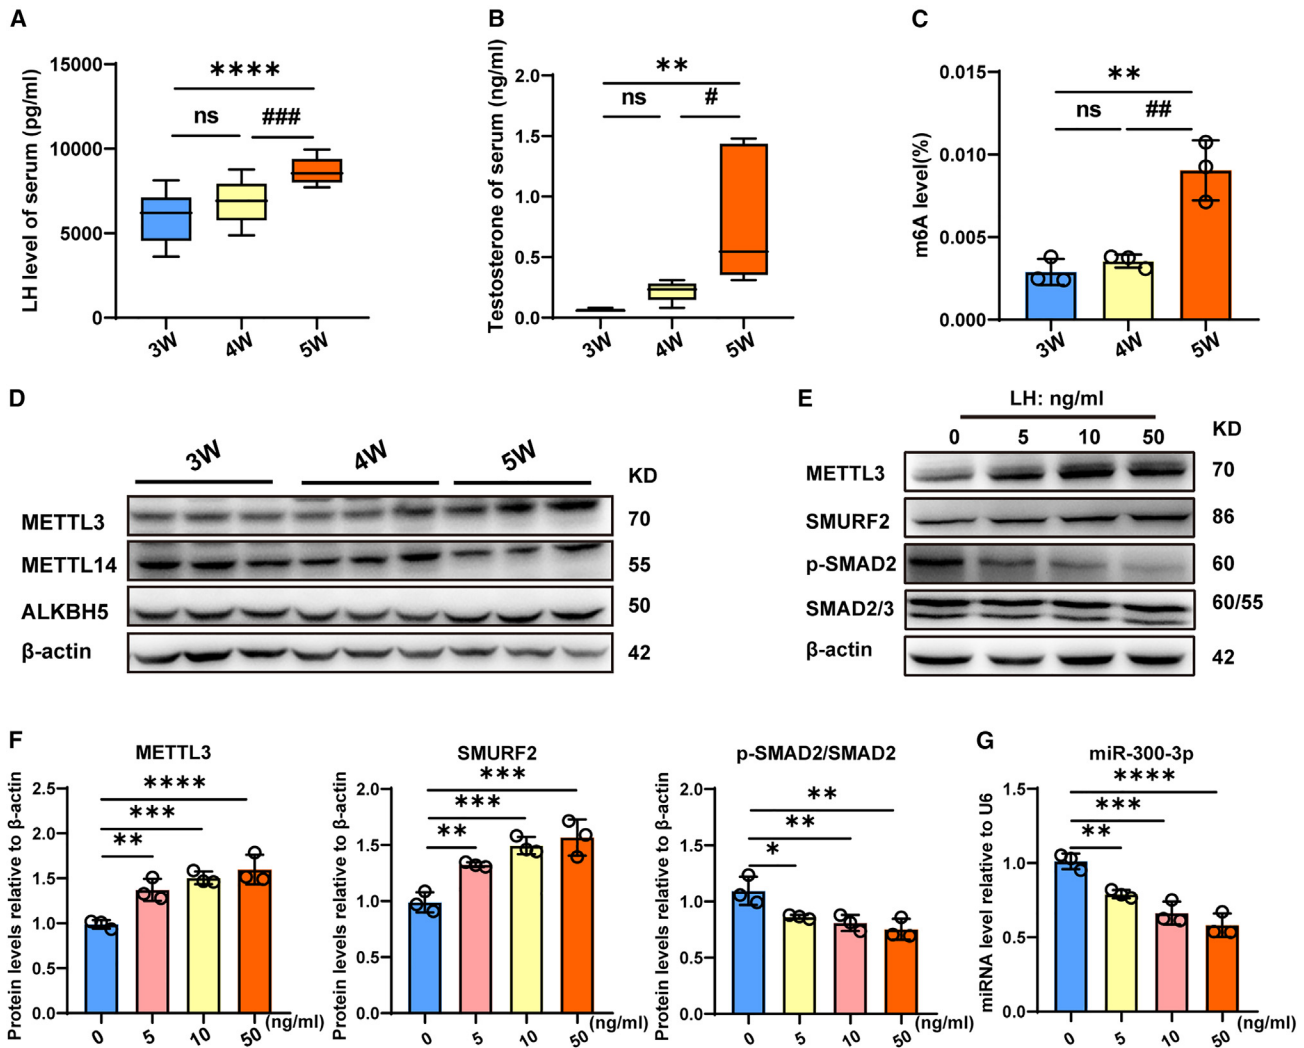 A
LH level of serum (pg/ml)
15000
10000
5000
0
****
ns
###
3W
4W
5W
B
Testosterone of serum (ng/ml)
2.0
1.5
1.0
0.5
0.0
**
ns
#
3W
4W
5W
C
m6A level(%)
0.015
0.010
0.005
0.000
**
ns
##
3W
4W
5W
D
3W
4W
5W
KD
METTL3
70
METTL14
55
ALKBH5
50
β-actin
42
E
LH: ng/ml
0 5 10 50
KD
METTL3
70
SMURF2
86
p-SMAD2
60
SMAD2/3
60/55
β-actin
42
F
METTL3
Protein levels relative to β-actin
2.5
2.0
1.5
1.0
0.5
0.0
****
***
**
0 5 10 50 (ng/ml)
SMURF2
Protein levels relative to β-actin
2.0
1.5
1.0
0.5
0.0
***
***
**
0 5 10 50 (ng/ml)
p-SMAD2/SMAD2
Protein levels relative to β-actin
2.0
1.5
1.0
0.5
0.0
**
**
*
0 5 10 50 (ng/ml)
G
miR-300-3p
miRNA level relative to U6
1.5
1.0
0.5
0.0
****
***
**
0 5 10 50 (ng/ml)